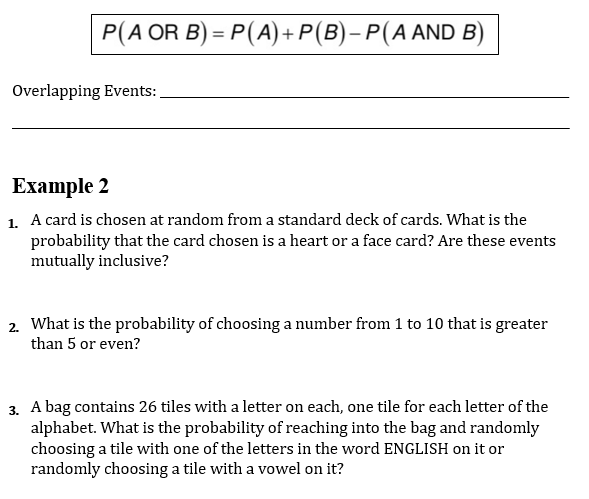 P(A OR B) = P(A) + P(B) – P(A AND B)
Overlapping Events:
Example 2
1. A card is chosen at random from a standard deck of cards. What is the
probability that the card chosen is a heart or a face card? Are these events
mutually inclusive?
2. What is the probability of choosing a number from 1 to 10 that is greater
than 5 or even?
3. A bag contains 26 tiles with a letter on each, one tile for each letter of the
alphabet. What is the probability of reaching into the bag and randomly
choosing a tile with one of the letters in the word ENGLISH on it or
randomly choosing a tile with a vowel on it?